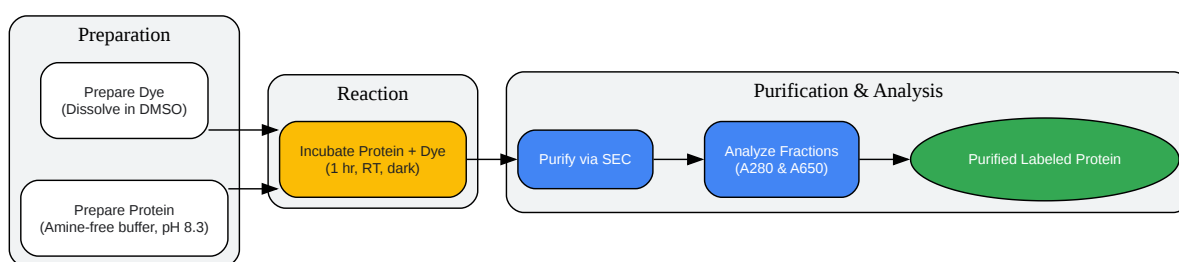 Preparation
Prepare Dye
(Dissolve in DMSO)
Prepare Protein
(Amine-free buffer, pH 8.3)
Reaction
Incubate Protein + Dye
(1 hr, RT, dark)
Purification & Analysis
Purify via SEC
Analyze Fractions
(A280 & A650)
Purified Labeled Protein